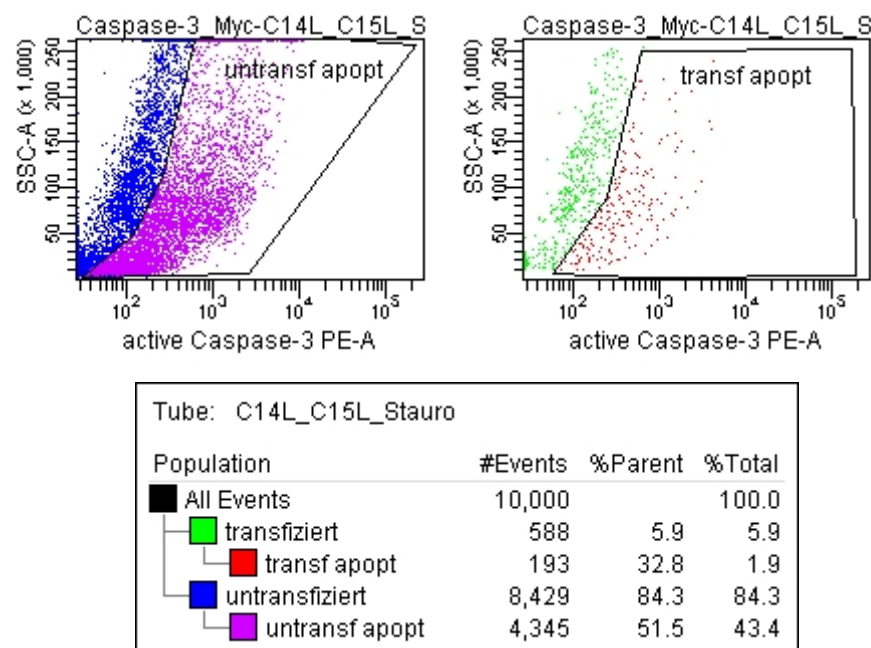 Caspase-3_Myc-C14L_C15L_S
untransf apopt
SSC-A (x 1,000)
250
200
150
100
50
10^2
10^3
10^4
10^5
active Caspase-3 PE-A
Caspase-3_Myc-C14L_C15L_S
transf apopt
SSC-A (x 1,000)
250
200
150
100
50
10^2
10^3
10^4
10^5
active Caspase-3 PE-A
Tube: C14L_C15L_Stauro
Population #Events %Parent %Total
All Events 10,000 100.0
transfiziert 588 5.9 5.9
transf apopt 193 32.8 1.9
untransfiziert 8,429 84.3 84.3
untransf apopt 4,345 51.5 43.4